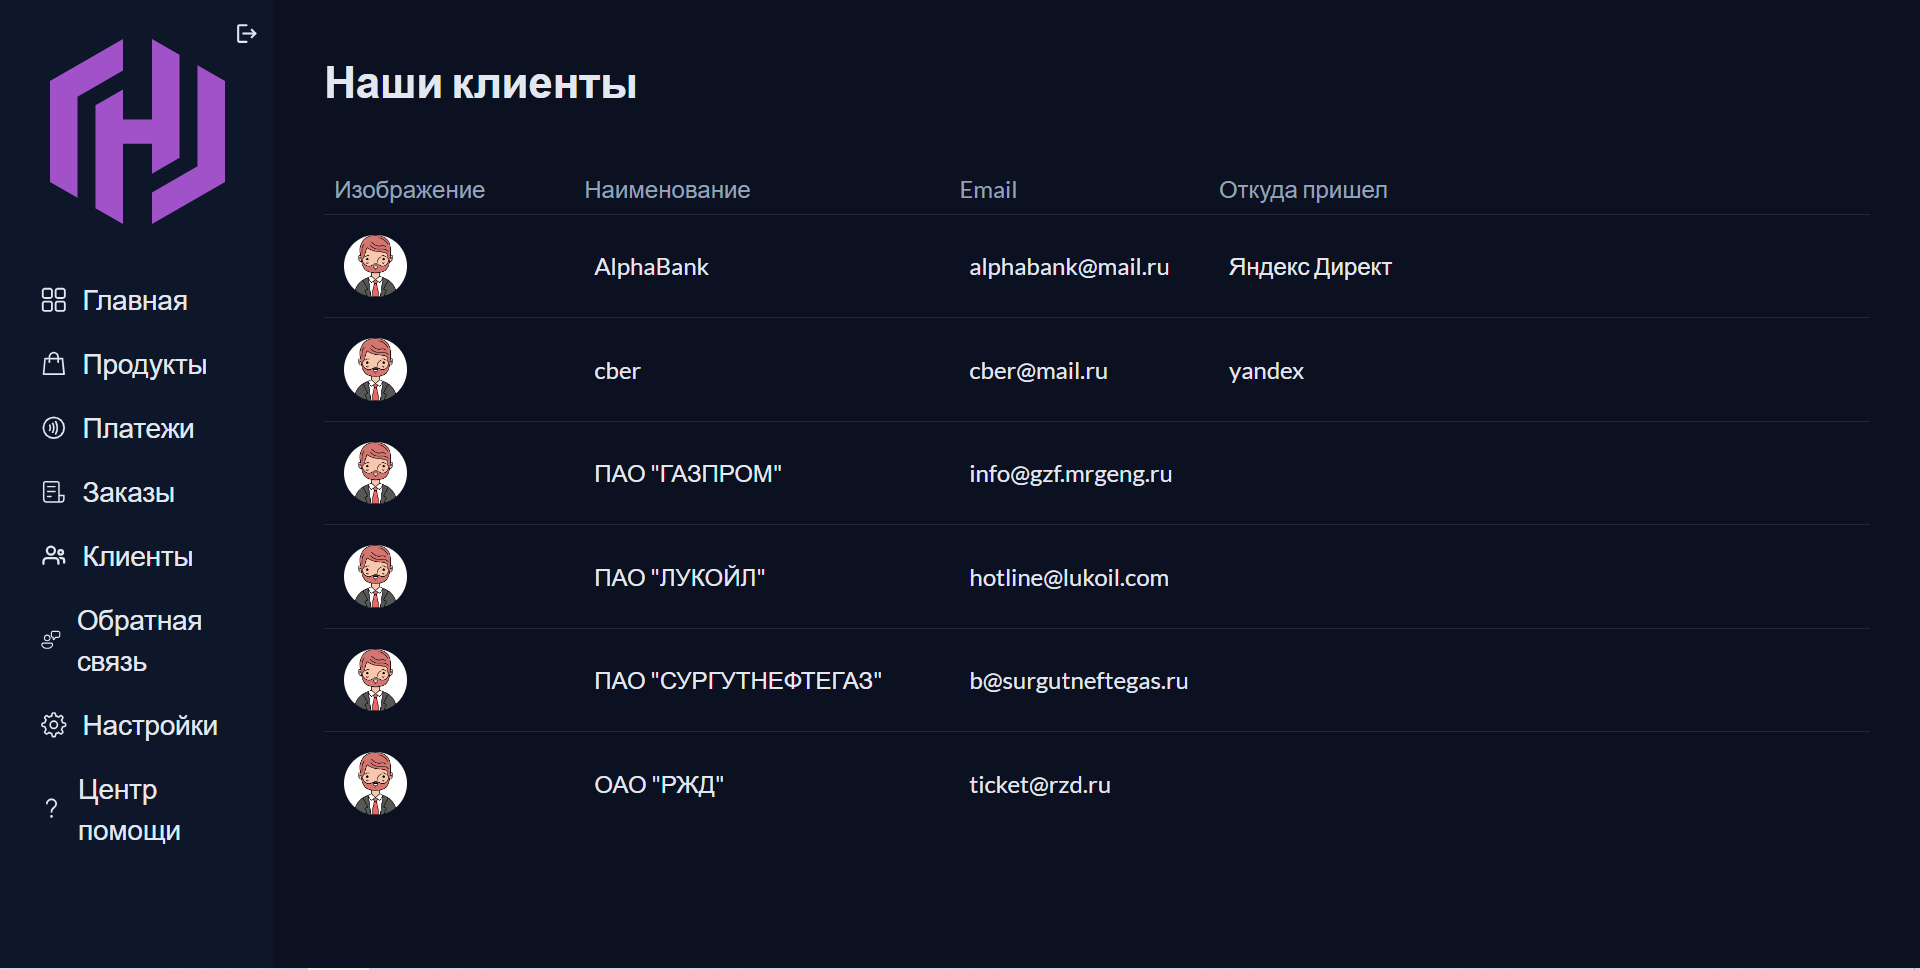 Наши клиенты
Изображение Наименование Email Откуда пришел
AlphaBank alphabank@mail.ru Яндекс Директ
cber cber@mail.ru yandex
ПАО "ГАЗПРОМ" info@gzf.mrgeng.ru
ПАО "ЛУКОЙЛ" hotline@lukoil.com
ПАО "СУРГУТНЕФТЕГАЗ" b@surgutneftegas.ru
ОАО "РЖД" ticket@rzd.ru
Главная
Продукты
Платежи
Заказы
Клиенты
Обратная
связь
Настройки
Центр
помощи